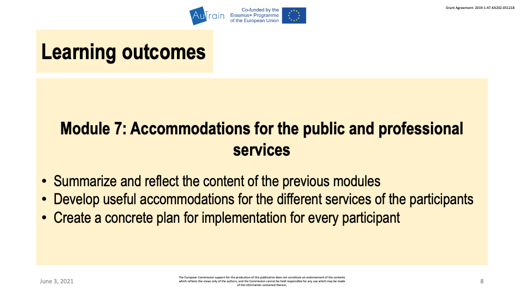 AuTrain
Co-funded by the
Erasmus+ Programme
of the European Union
Grant Agreement: 2019-1-AT-KA202-051218
Learning outcomes
Module 7: Accommodations for the public and professional
services
• Summarize and reflect the content of the previous modules
• Develop useful accommodations for the different services of the participants
• Create a concrete plan for implementation for every participant
June 3, 2021
The European Commission support for the production of this publication does not constitute an endorsement of the contents
which reflects the views only of the authors, and the Commission cannot be held responsible for any use which may be made
of the information contained therein.
8